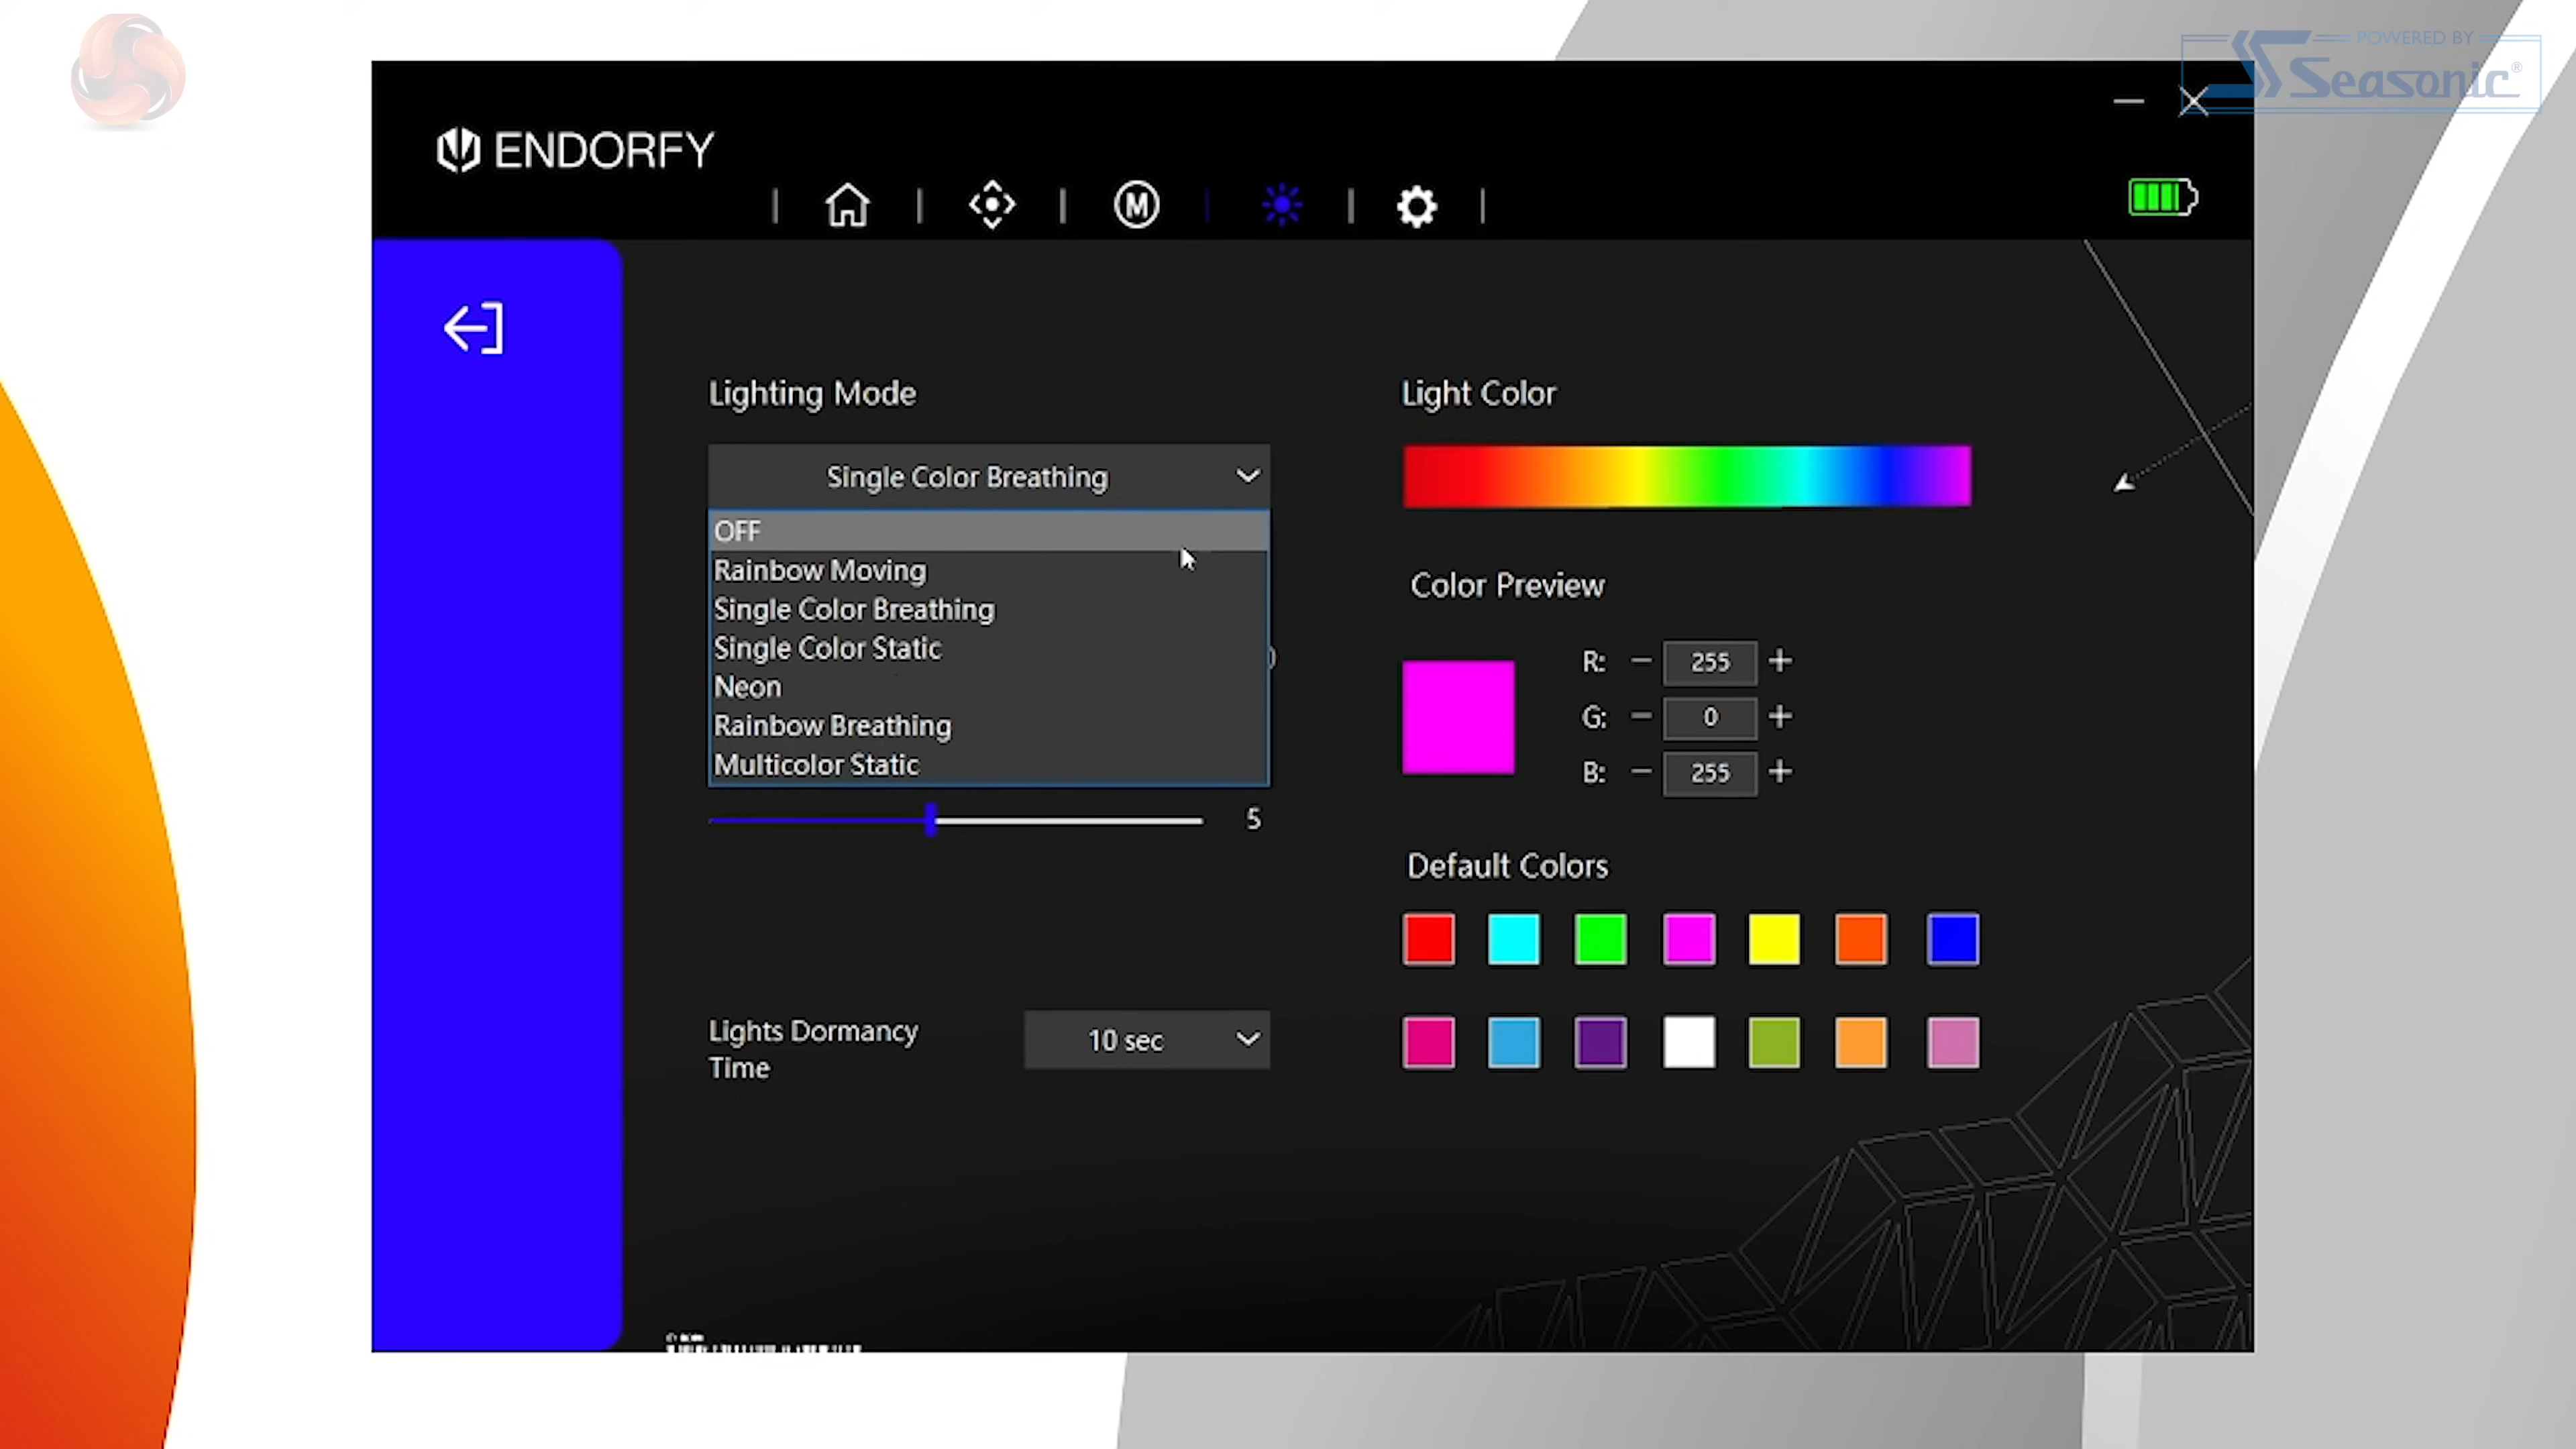 POWERED BY
Seasonic®
ENDORFY
M
Lighting Mode
Single Color Breathing
OFF
Rainbow Moving
Single Color Breathing
Single Color Static
Neon
Rainbow Breathing
Multicolor Static
5
Lights Dormancy
Time
10 sec
Light Color
Color Preview
R: − 255 +
G: − 0 +
B: − 255 +
Default Colors